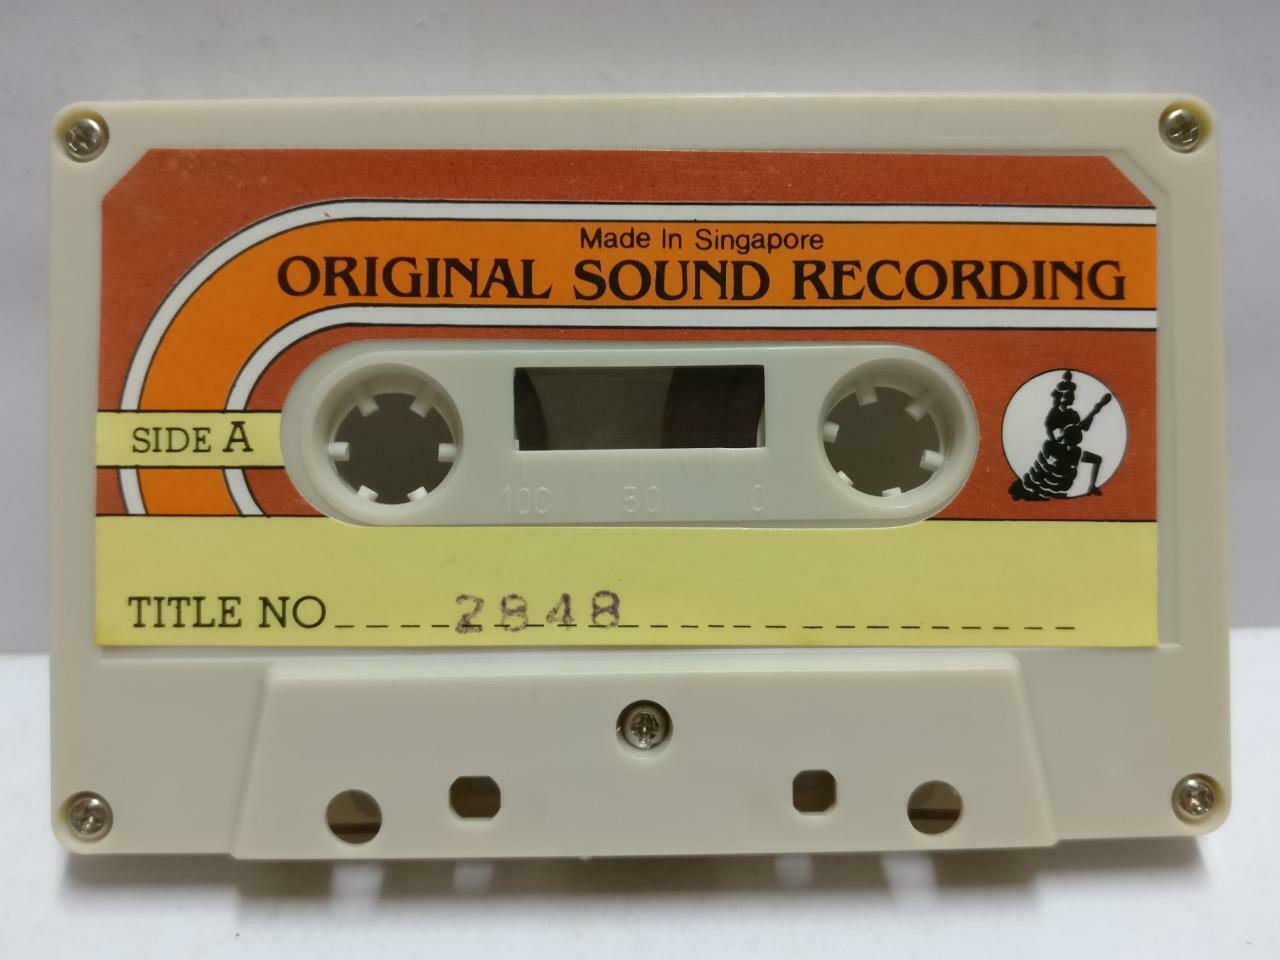 Made In Singapore
ORIGINAL SOUND RECORDING
SIDE A
100 50 0
TITLE NO 2848